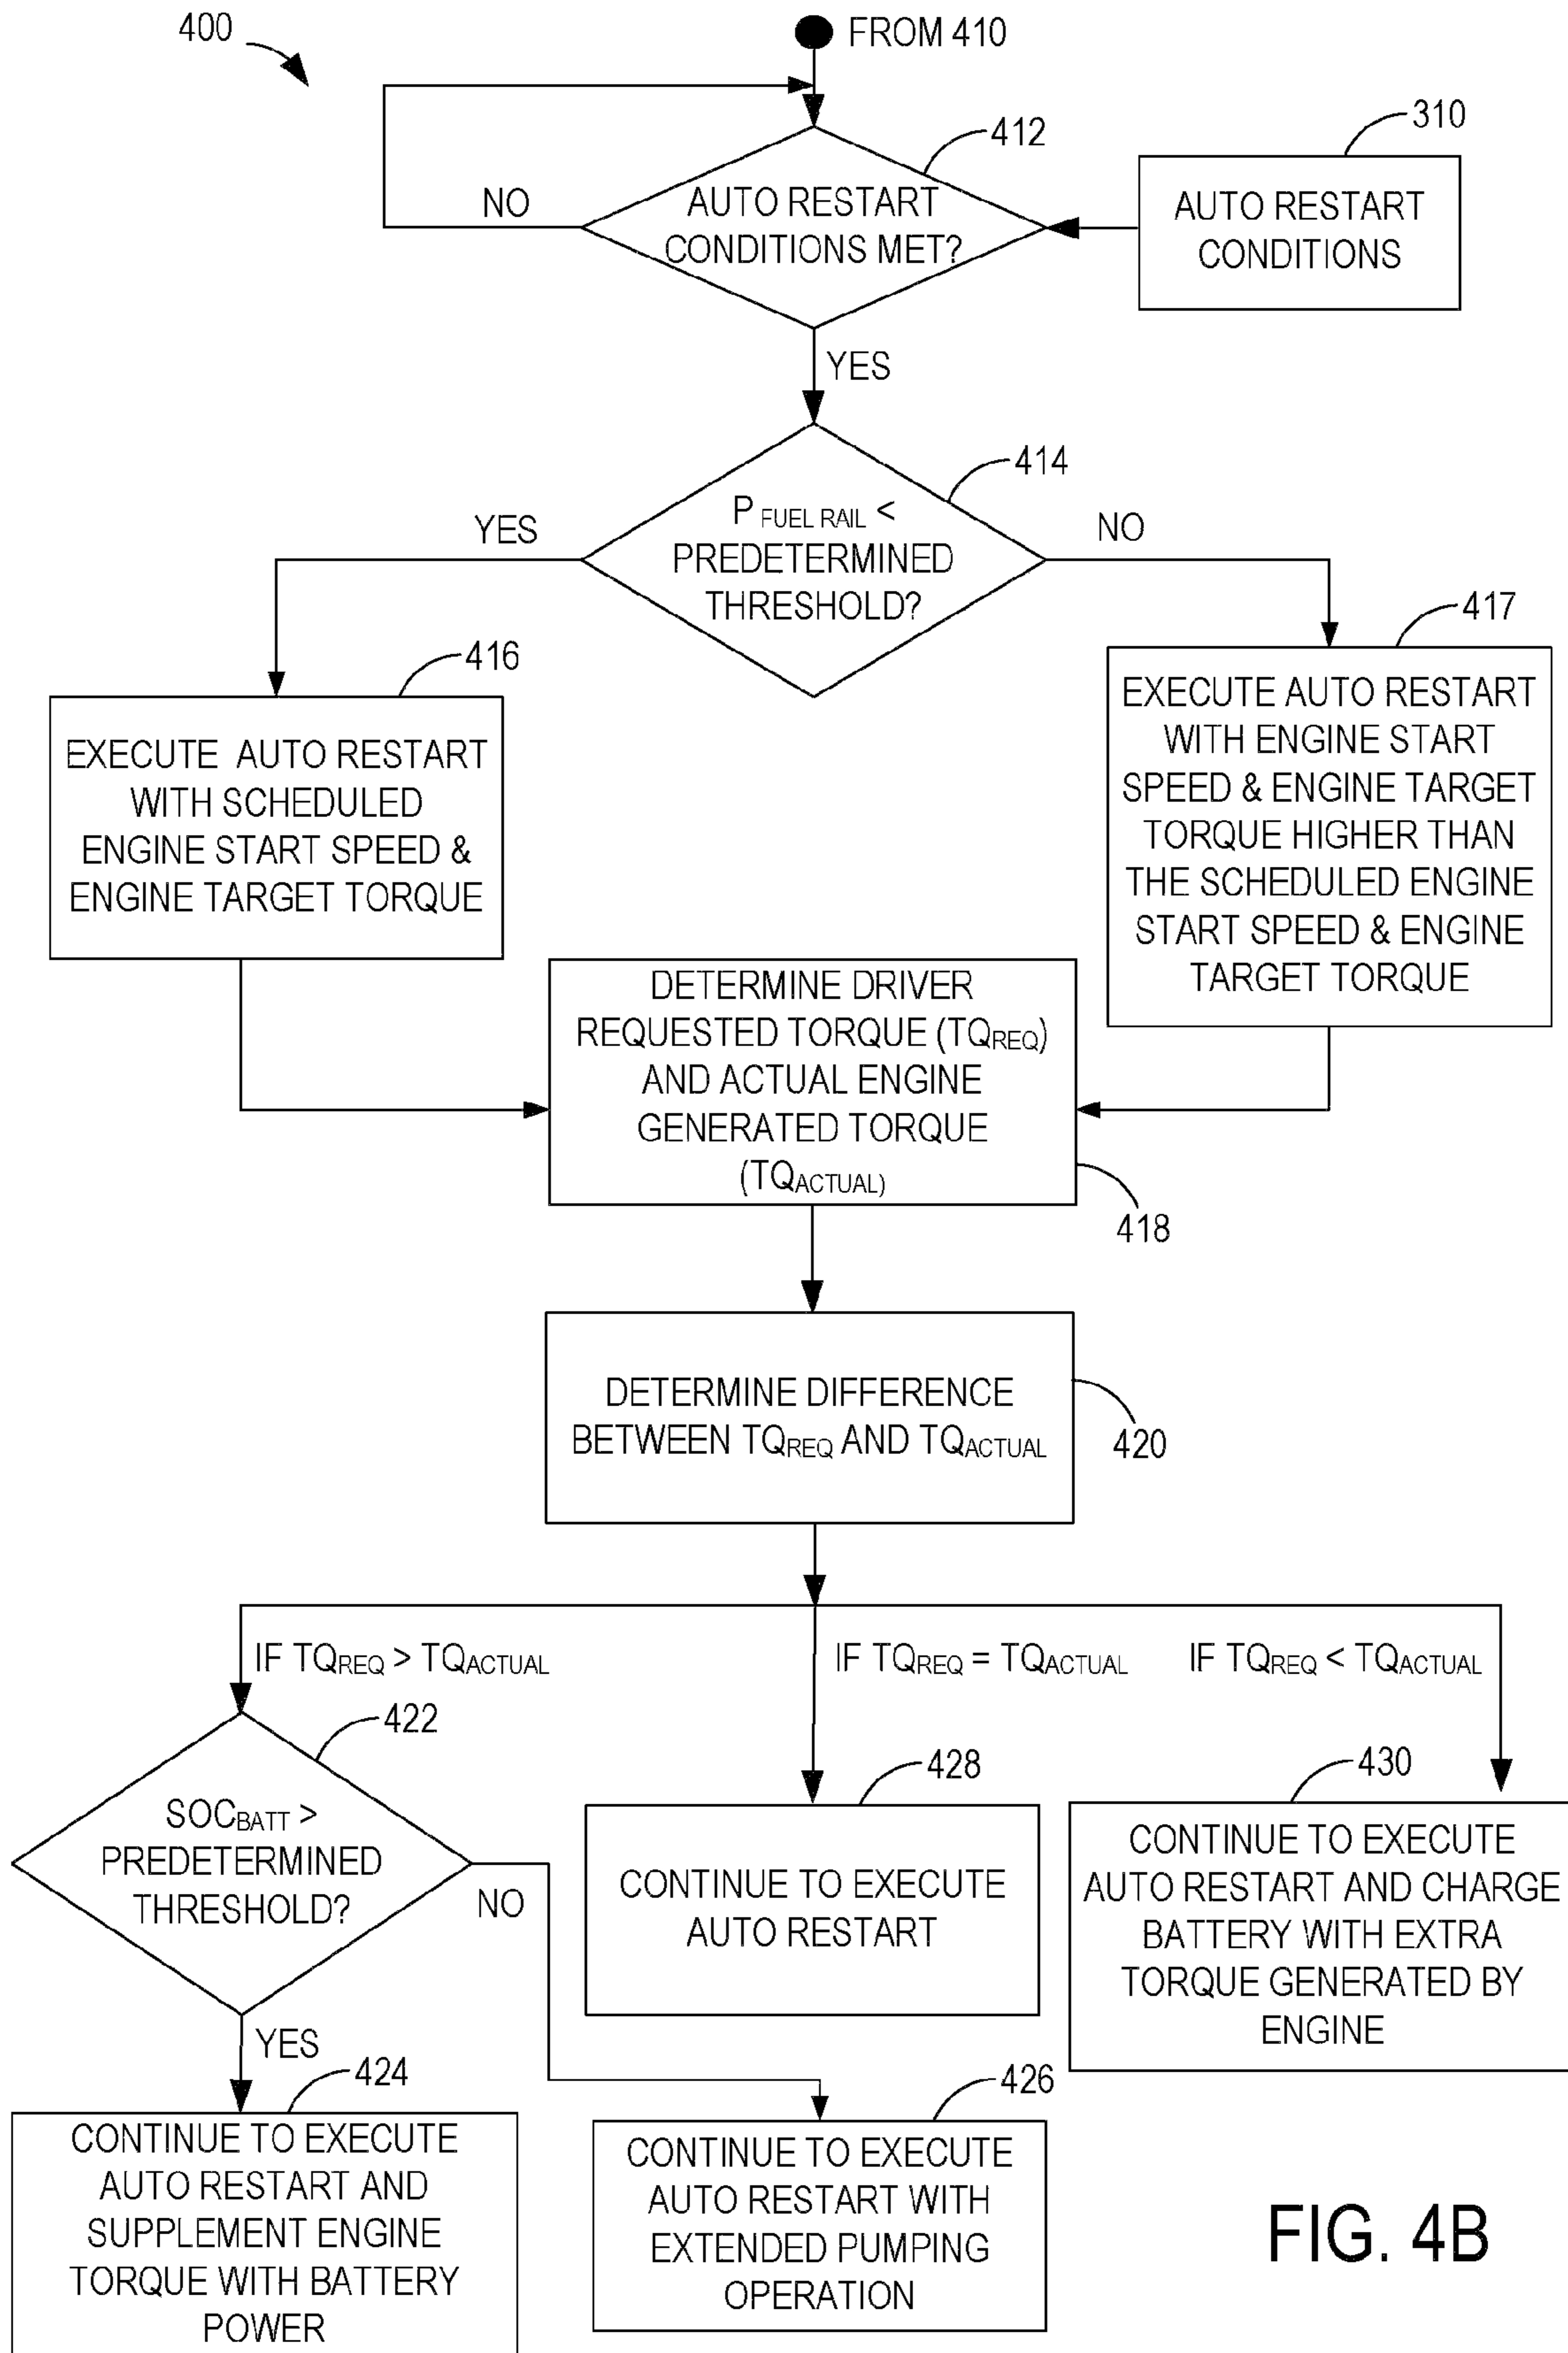 400
FROM 410
412
310
NO
AUTO RESTART
CONDITIONS MET?
AUTO RESTART
CONDITIONS
YES
414
YES
P FUEL RAIL <
PREDETERMINED
THRESHOLD?
NO
416
417
EXECUTE AUTO RESTART
WITH SCHEDULED
ENGINE START SPEED &
ENGINE TARGET TORQUE
EXECUTE AUTO RESTART
WITH ENGINE START
SPEED & ENGINE TARGET
TORQUE HIGHER THAN
THE SCHEDULED ENGINE
START SPEED & ENGINE
TARGET TORQUE
DETERMINE DRIVER
REQUESTED TORQUE (TQREQ)
AND ACTUAL ENGINE
GENERATED TORQUE
(TQACTUAL)
418
DETERMINE DIFFERENCE
BETWEEN TQREQ AND TQACTUAL
420
IF TQREQ > TQACTUAL
IF TQREQ = TQACTUAL
IF TQREQ < TQACTUAL
422
SOCBATT >
PREDETERMINED
THRESHOLD?
NO
YES
428
CONTINUE TO EXECUTE
AUTO RESTART
430
CONTINUE TO EXECUTE
AUTO RESTART AND CHARGE
BATTERY WITH EXTRA
TORQUE GENERATED BY
ENGINE
424
CONTINUE TO EXECUTE
AUTO RESTART AND
SUPPLEMENT ENGINE
TORQUE WITH BATTERY
POWER
426
CONTINUE TO EXECUTE
AUTO RESTART WITH
EXTENDED PUMPING
OPERATION
FIG. 4B